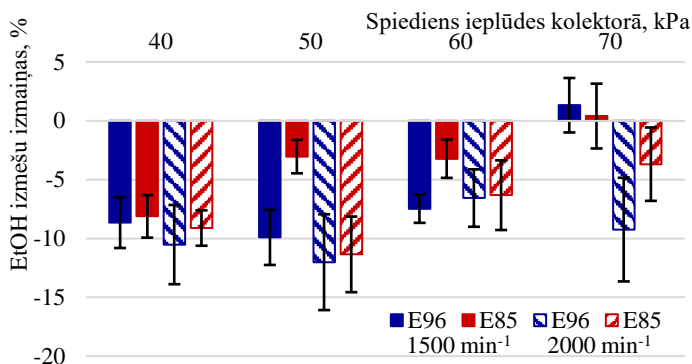 Spiediens ieplūdes kolektorā, kPa
40 50 60 70
EtOH izmešu izmaiņas, %
5
0
-5
-10
-15
-20
E96 E85 E96 E85
1500 min⁻¹ 2000 min⁻¹